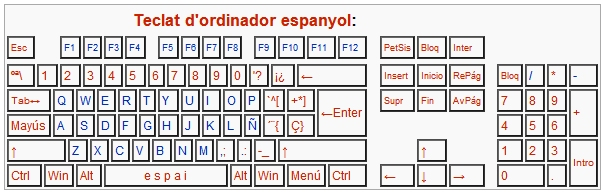 Teclat d'ordinador espanyol:
Esc F1 F2 F3 F4 F5 F6 F7 F8 F9 F10 F11 F12 PetSis Bloq Inter
ºª\ 1 2 3 4 5 6 7 8 9 0 '? ¡¿ ← Insert Inicio RePág Bloq / * -
Tab↔ Q W E R T Y U I O P `^[ +*] ←Enter Supr Fin AvPág 7 8 9 +
Mayús A S D F G H J K L Ñ ´¨{ Ç} 4 5 6
↑ Z X C V B N M ,; .: -_ ↑ ↑ 1 2 3 Intro
Ctrl Win Alt espai Alt Win Menú Ctrl ← ↓ → 0 .